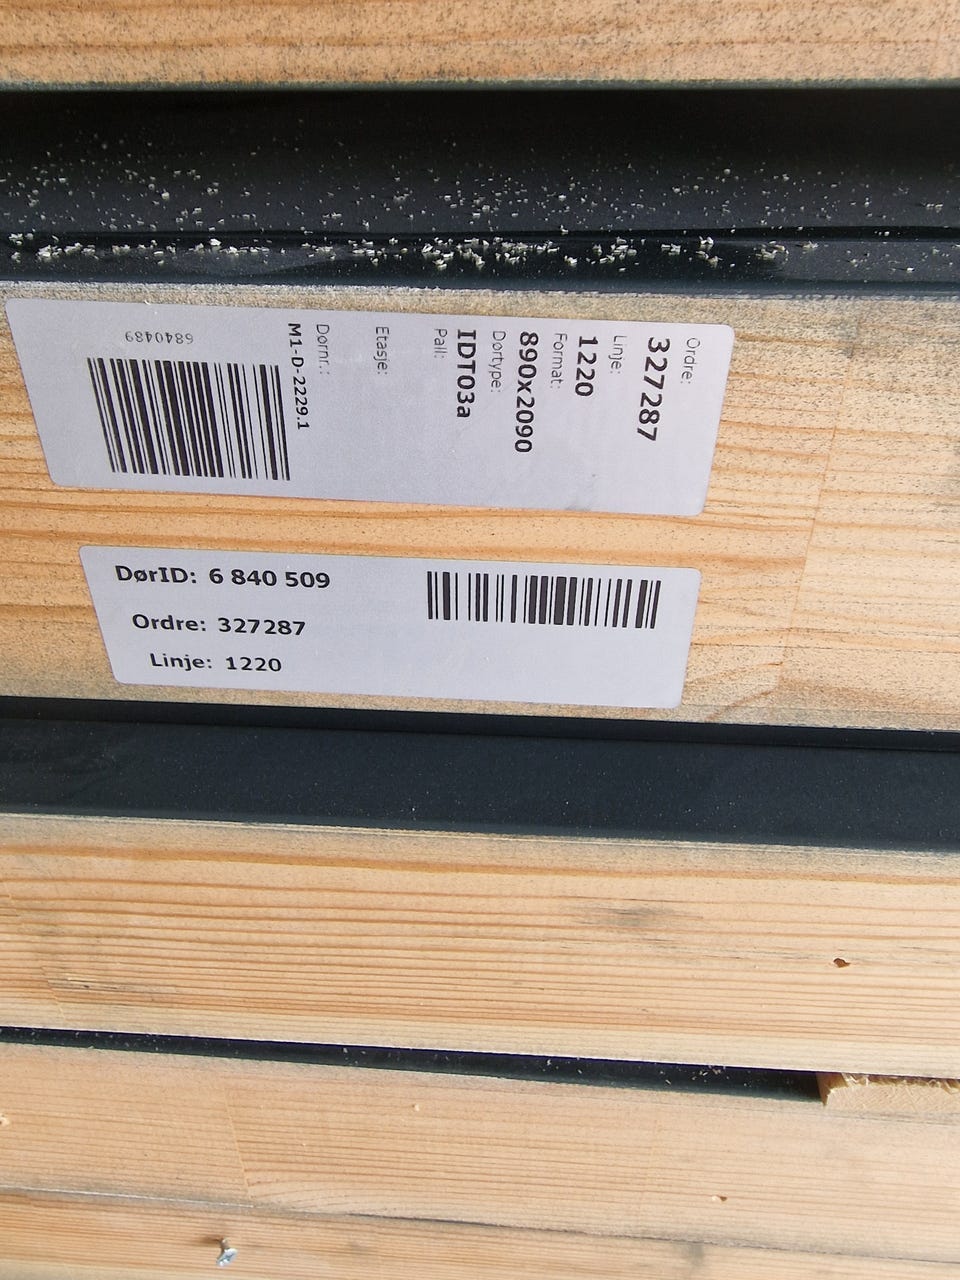 Ordre:
327287
Linje:
1220
Format:
890x2090
Dørtype:
IDT03a
Pall:
Etasje:
Dørnr.:
M1-D-2229.1
6840489
DørID: 6 840 509
Ordre: 327287
Linje: 1220